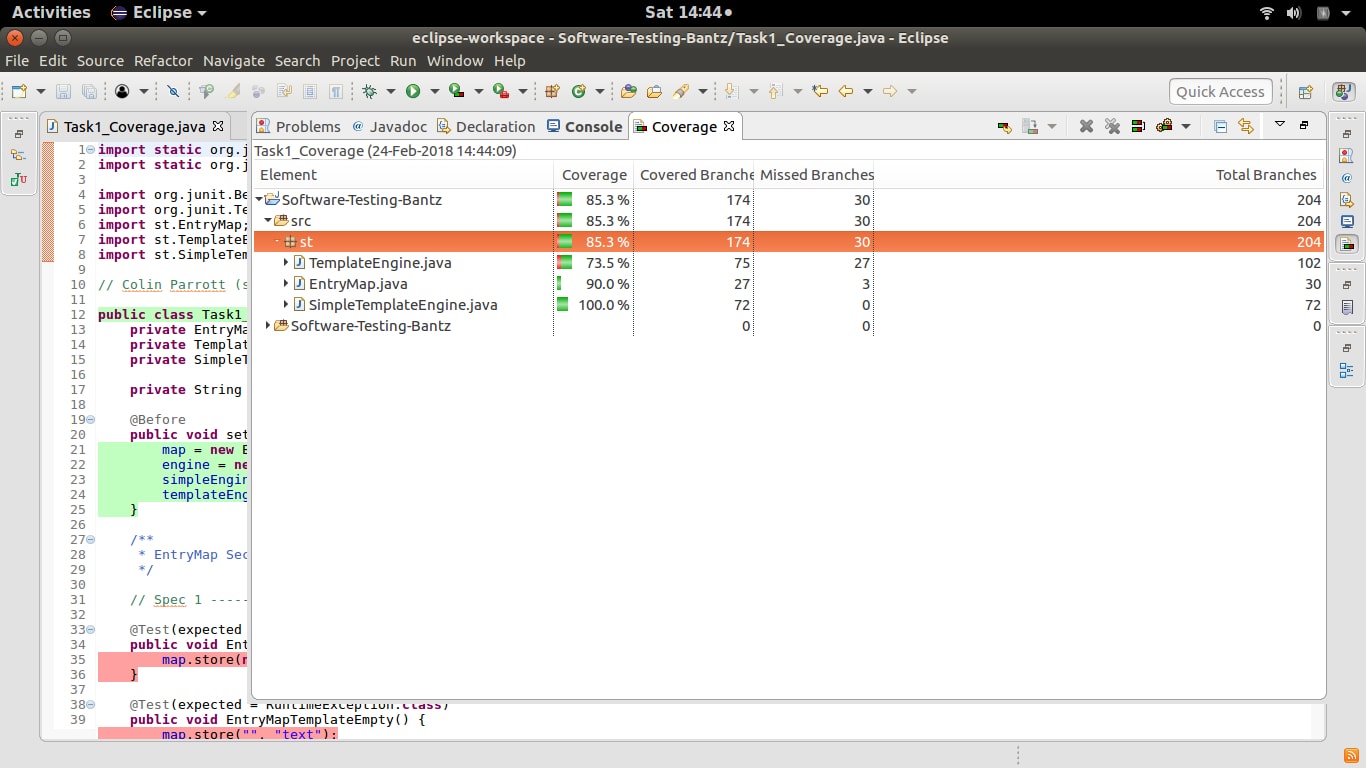 Activities Eclipse Sat 14:44
eclipse-workspace - Software-Testing-Bantz/Task1_Coverage.java - Eclipse
File Edit Source Refactor Navigate Search Project Run Window Help
Quick Access
Task1_Coverage.java
Problems Javadoc Declaration Console Coverage
Task1_Coverage (24-Feb-2018 14:44:09)
Element Coverage Covered Branche Missed Branches Total Branches
Software-Testing-Bantz 85.3 % 174 30 204
src 85.3 % 174 30 204
st 85.3 % 174 30 204
TemplateEngine.java 73.5 % 75 27 102
EntryMap.java 90.0 % 27 3 30
SimpleTemplateEngine.java 100.0 % 72 0 72
Software-Testing-Bantz 0 0 0
1 import static org.j
2 import static org.j
3
4 import org.junit.Be
5 import org.junit.Te
6 import st.EntryMap;
7 import st.TemplateE
8 import st.SimpleTem
9
10 // Colin Parrott (s
11
12 public class Task1_
13 private EntryMa
14 private Templat
15 private SimpleT
16
17 private String
18
19 @Before
20 public void set
21 map = new E
22 engine = ne
23 simpleEngin
24 templateEng
25 }
26
27 /**
28 * EntryMap Sec
29 */
30
31 // Spec 1 -----
32
33 @Test(expected
34 public void Ent
35 map.store(n
36 }
37
38 @Test(expected = RuntimeException.class)
39 public void EntryMapTemplateEmpty() {
map.store("", "text");